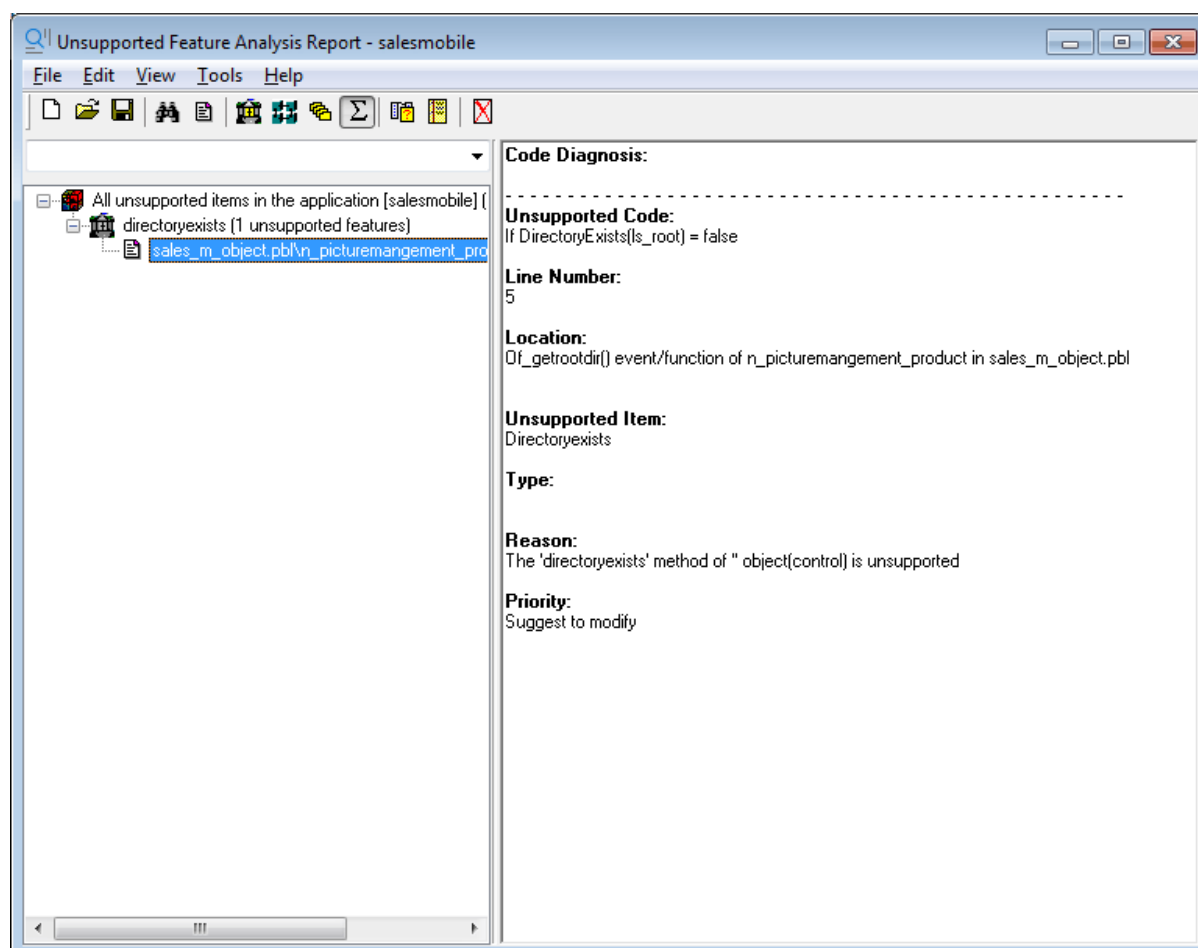 Unsupported Feature Analysis Report - salesmobile
File Edit View Tools Help
All unsupported items in the application [salesmobile] (
directoryexists (1 unsupported features)
sales_m_object.pbl\n_picturemangement_pro
Code Diagnosis:
- - - - - - - - - - - - - - - - - - - - - - - - - - - - - - - - - - - - - - - - - - - - - - - - - - - - -
Unsupported Code:
If DirectoryExists(ls_root) = false
Line Number:
5
Location:
Of_getrootdir() event/function of n_picturemangement_product in sales_m_object.pbl
Unsupported Item:
Directoryexists
Type:
Reason:
The 'directoryexists' method of '' object(control) is unsupported
Priority:
Suggest to modify